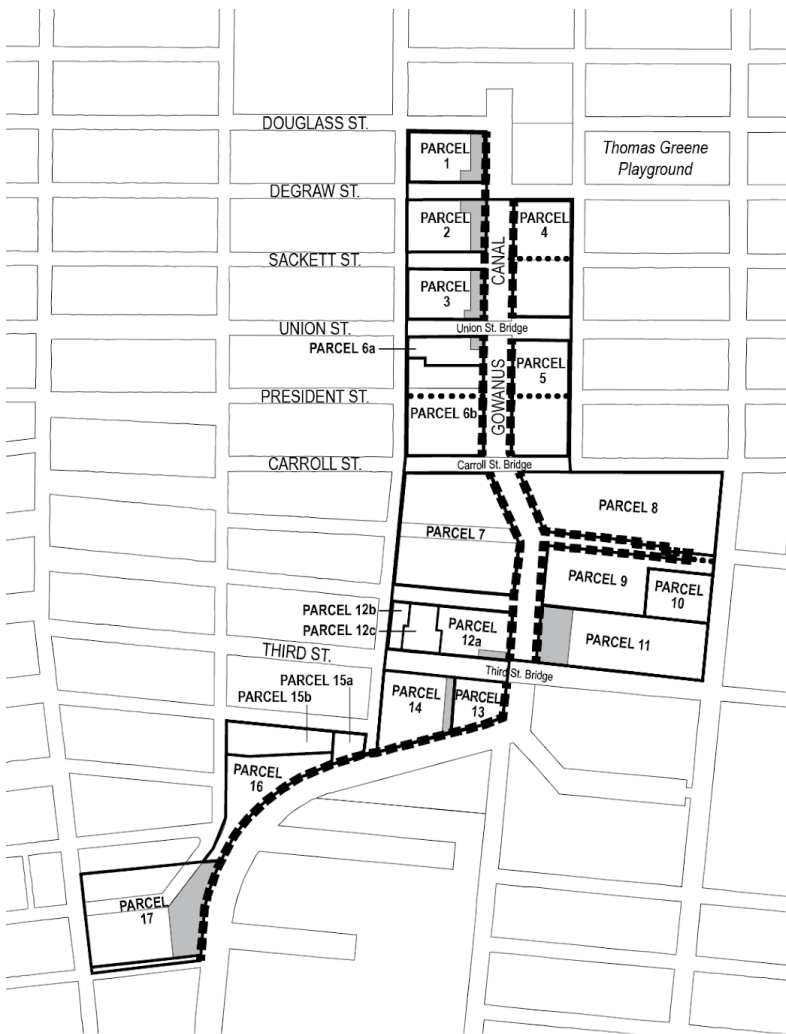 DOUGLASS ST.
PARCEL
1
Thomas Greene
Playground
DEGRAW ST.
PARCEL
2
PARCEL
4
CANAL
SACKETT ST.
PARCEL
3
UNION ST.
Union St. Bridge
PARCEL 6a
PARCEL
5
GOWANUS
PRESIDENT ST.
PARCEL 6b
CARROLL ST.
Carroll St. Bridge
PARCEL 8
PARCEL 7
PARCEL 9
PARCEL
10
PARCEL 12b
PARCEL 12c
PARCEL
12a
PARCEL 11
THIRD ST.
Third St. Bridge
PARCEL 15a
PARCEL 15b
PARCEL
14
PARCEL
13
PARCEL
16
PARCEL
17